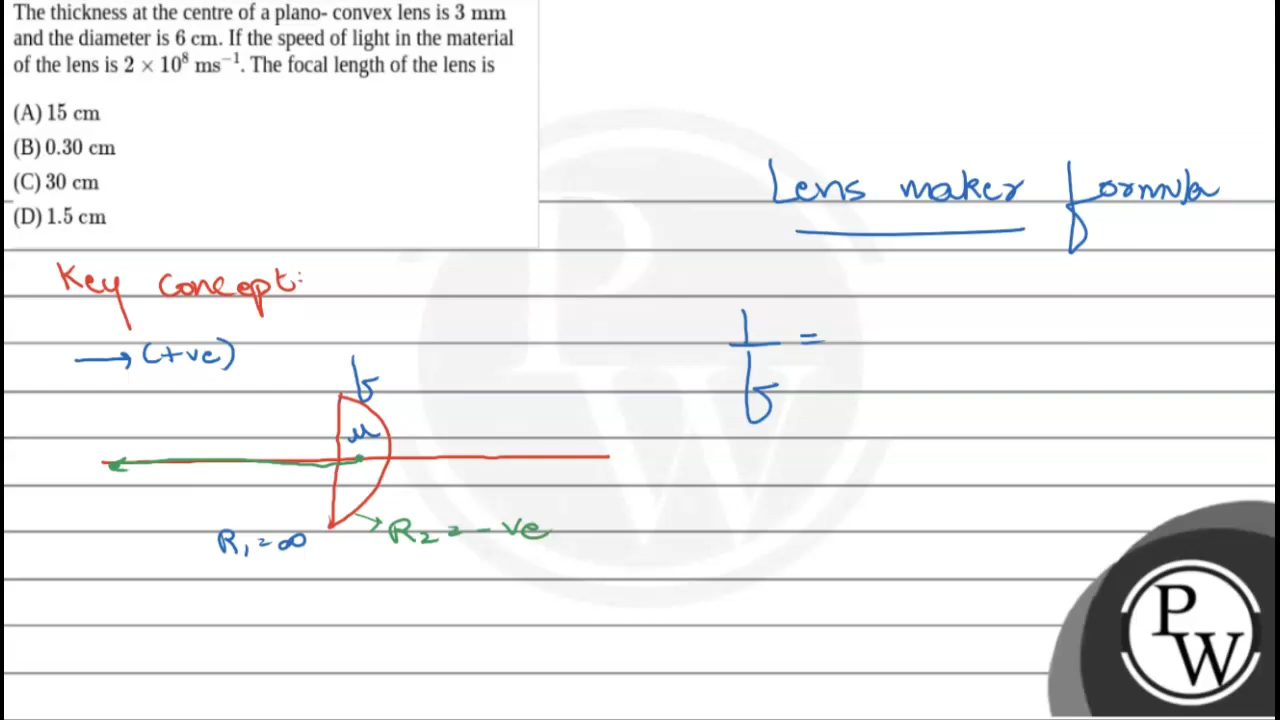 The thickness at the centre of a plano- convex lens is 3 mm
and the diameter is 6 cm. If the speed of light in the material
of the lens is 2 × 10⁸ ms⁻¹. The focal length of the lens is
(A) 15 cm
(B) 0.30 cm
(C) 30 cm
(D) 1.5 cm
Lens maker formula
Key concept:
→ (+ve)
1/f =
f
μ
R₁ = ∞
R₂ = - ve
P
W
PW